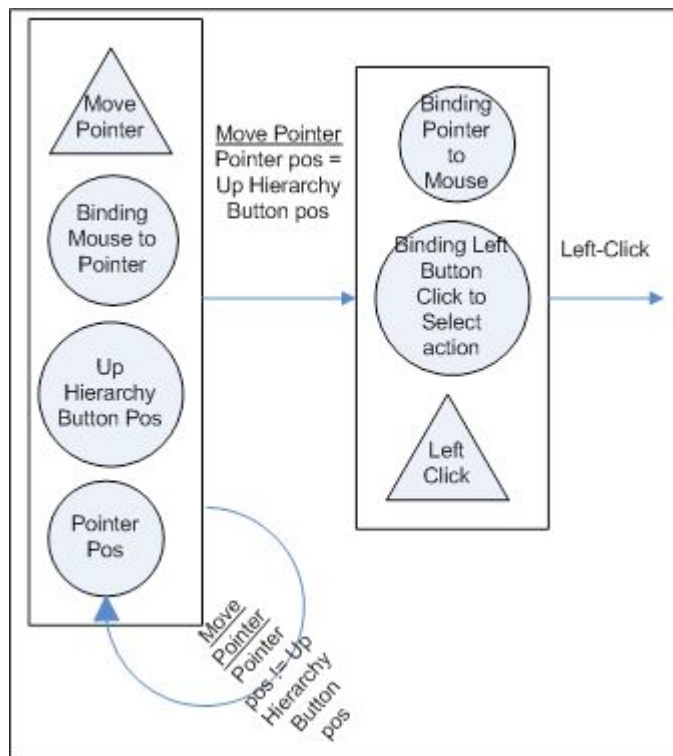 Move
Pointer
Binding
Mouse to
Pointer
Up
Hierarchy
Button Pos
Pointer
Pos
Move Pointer
Pointer pos =
Up Hierarchy
Button pos
Move
Pointer
Pointer
pos != Up
Hierarchy
Button
pos
Binding
Pointer
to
Mouse
Binding Left
Button
Click to
Select
action
Left
Click
Left-Click